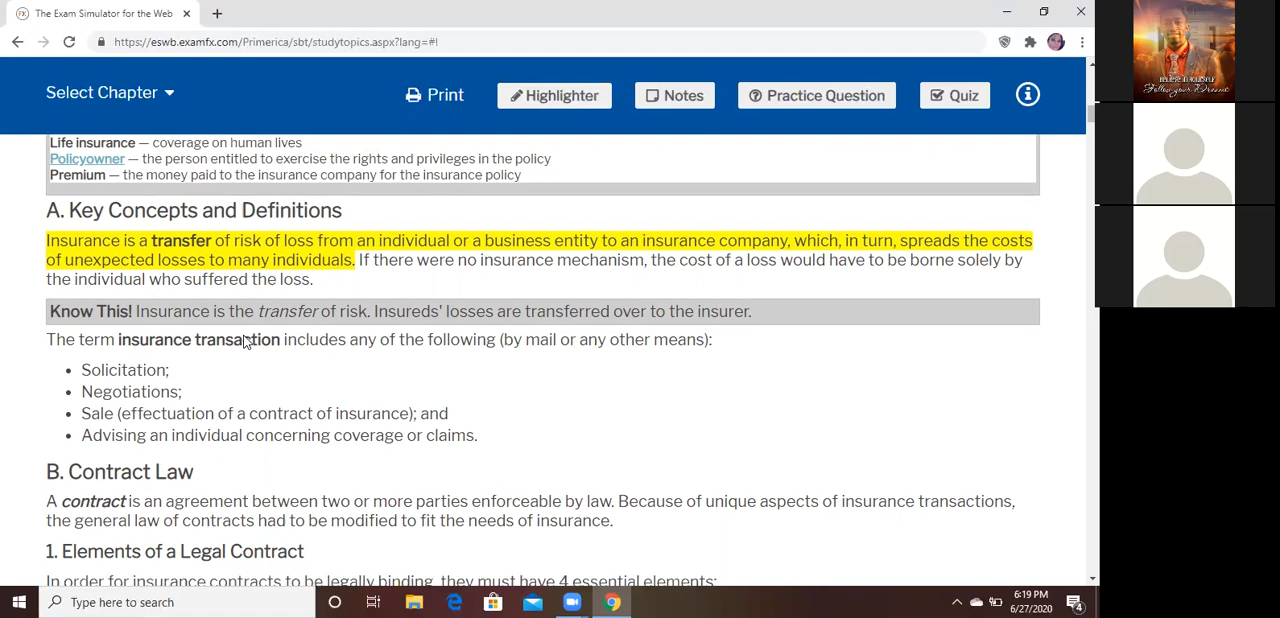 The Exam Simulator for the Web
https://eswb.examfx.com/Primerica/sbt/studytopics.aspx?lang=#!
Select Chapter
Print
Highlighter
Notes
Practice Question
Quiz
Life insurance — coverage on human lives
Policyowner — the person entitled to exercise the rights and privileges in the policy
Premium — the money paid to the insurance company for the insurance policy
A. Key Concepts and Definitions
Insurance is a transfer of risk of loss from an individual or a business entity to an insurance company, which, in turn, spreads the costs
of unexpected losses to many individuals. If there were no insurance mechanism, the cost of a loss would have to be borne solely by
the individual who suffered the loss.
Know This! Insurance is the transfer of risk. Insureds' losses are transferred over to the insurer.
The term insurance transaction includes any of the following (by mail or any other means):
• Solicitation;
• Negotiations;
• Sale (effectuation of a contract of insurance); and
• Advising an individual concerning coverage or claims.
B. Contract Law
A contract is an agreement between two or more parties enforceable by law. Because of unique aspects of insurance transactions,
the general law of contracts had to be modified to fit the needs of insurance.
1. Elements of a Legal Contract
In order for insurance contracts to be legally binding, they must have 4 essential elements:
Type here to search
6:19 PM
6/27/2020
4
BELIEVE IN YOURSELF
Follow your Dreams